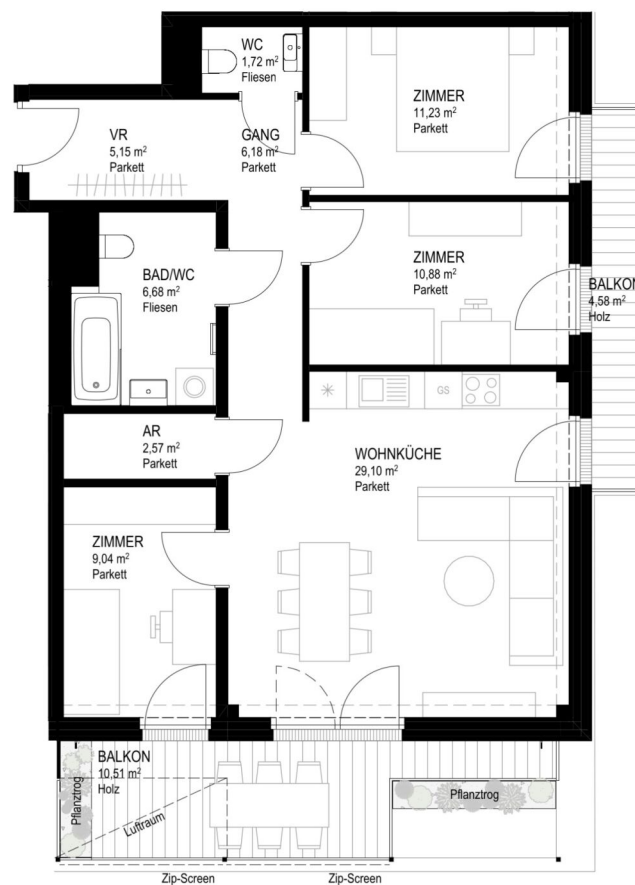 WC
1,72 m²
Fliesen
ZIMMER
11,23 m²
Parkett
VR
5,15 m²
Parkett
GANG
6,18 m²
Parkett
ZIMMER
10,88 m²
Parkett
BAD/WC
6,68 m²
Fliesen
BALKON
4,58 m²
Holz
GS
AR
2,57 m²
Parkett
WOHNKÜCHE
29,10 m²
Parkett
ZIMMER
9,04 m²
Parkett
BALKON
10,51 m²
Holz
Pflanztrog
Luftraum
Pflanztrog
Zip-Screen
Zip-Screen